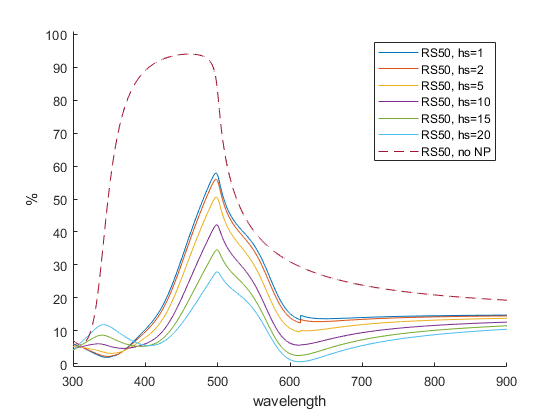 100
90
80
70
60
50
40
30
20
10
0
%
300
400
500
600
700
800
900
wavelength
RS50, hs=1
RS50, hs=2
RS50, hs=5
RS50, hs=10
RS50, hs=15
RS50, hs=20
RS50, no NP